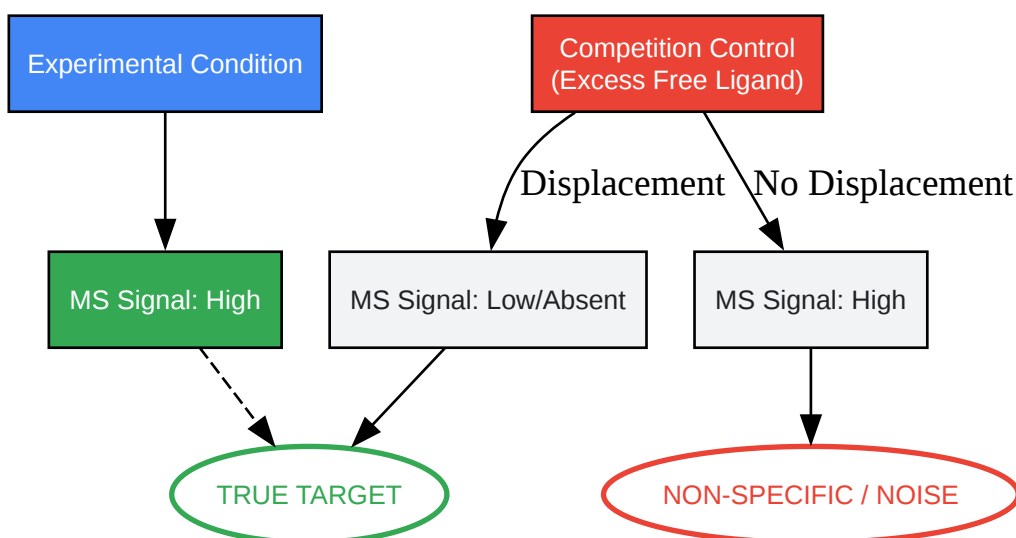 Experimental Condition
Competition Control
(Excess Free Ligand)
Displacement
No Displacement
MS Signal: High
MS Signal: Low/Absent
MS Signal: High
TRUE TARGET
NON-SPECIFIC / NOISE